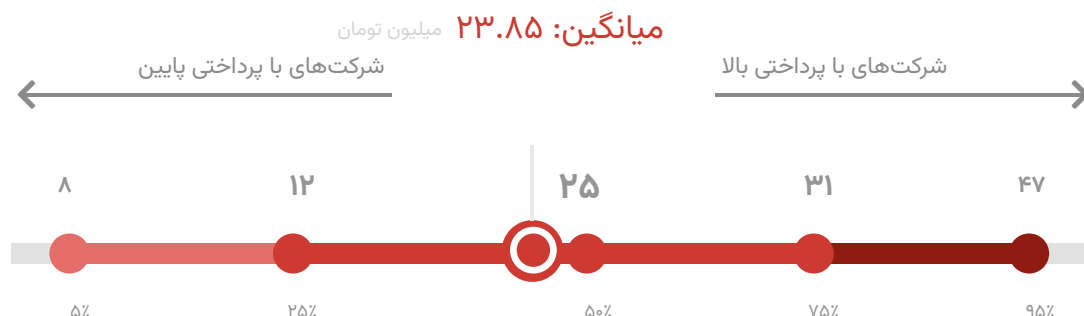 میانگین: ۲۳.۸۵ میلیون تومان
شرکت‌های با پرداختی بالا
شرکت‌های با پرداختی پایین
۸ ۱۲ ۲۵ ۳۱ ۴۷
۵٪ ۲۵٪ ۵۰٪ ۷۵٪ ۹۵٪